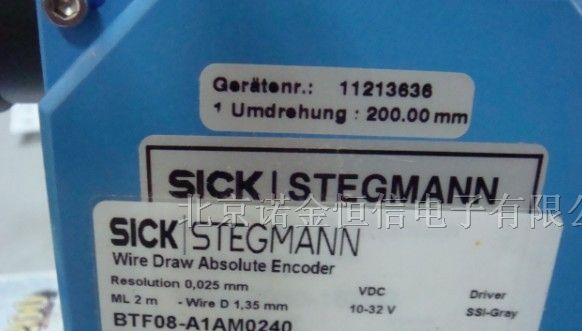 Gerätenr.: 11213636
1 Umdrehung : 200.00 mm
SICK | STEGMANN
北京诺金恒信电子有限公
SICK | STEGMANN
Wire Draw Absolute Encoder
Resolution 0,025 mm
VDC
Driver
ML 2 m - Wire D 1,35 mm
10-32 V
SSI-Gray
BTF08-A1AM0240